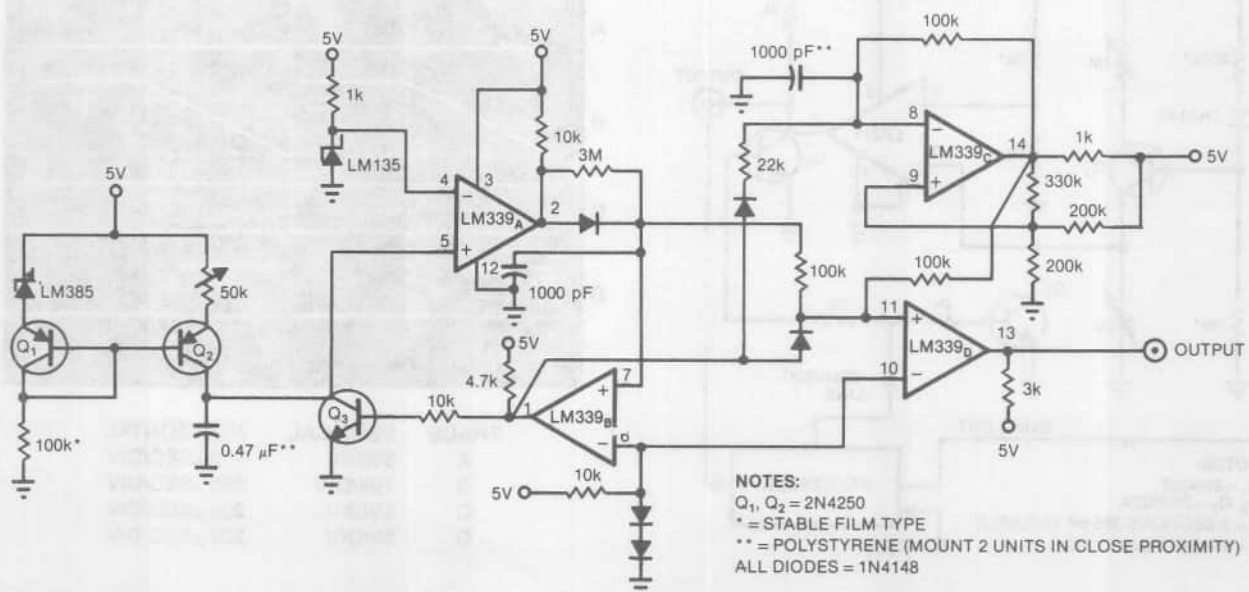 5V
1k
LM135
5V
10k
3M
4
3
−
2
LM339A
5
+
12
1000 pF
5V
LM385
50k
Q1
Q2
100k*
0.47 μF**
Q3
10k
5V
4.7k
1
7
+
LM339B
−
6
5V
10k
1000 pF**
100k
8
−
LM339C
14
1k
5V
9
+
22k
330k
200k
200k
100k
100k
11
+
LM339D
13
OUTPUT
10
−
3k
5V
NOTES:
Q1, Q2 = 2N4250
* = STABLE FILM TYPE
** = POLYSTYRENE (MOUNT 2 UNITS IN CLOSE PROXIMITY)
ALL DIODES = 1N4148